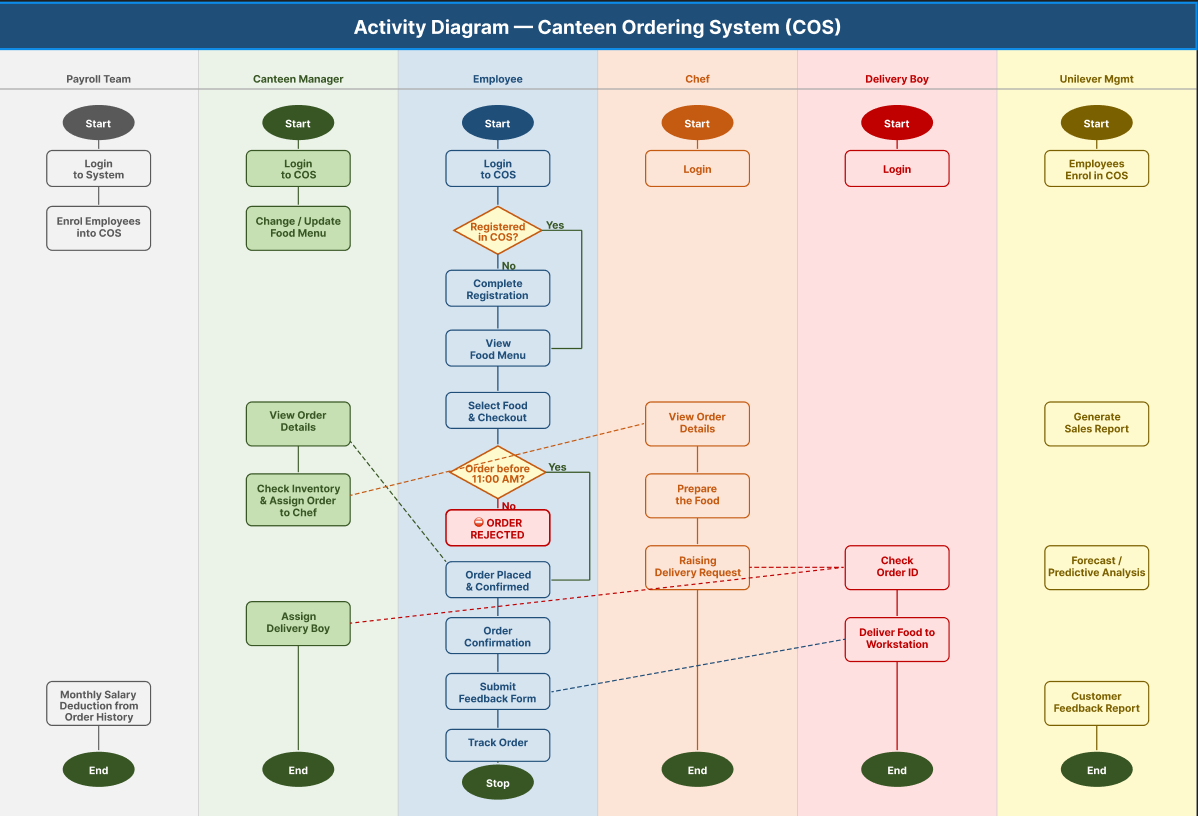 Activity Diagram — Canteen Ordering System (COS)
Payroll Team
Canteen Manager
Employee
Chef
Delivery Boy
Unilever Mgmt
Start
Start
Start
Start
Start
Start
Login
to System
Login
to COS
Login
to COS
Login
Login
Employees
Enrol in COS
Enrol Employees
into COS
Change / Update
Food Menu
Registered
in COS?
Yes
No
Complete
Registration
View
Food Menu
Select Food
& Checkout
View Order
Details
View Order
Details
Generate
Sales Report
Order before
11:00 AM?
Yes
No
Check Inventory
& Assign Order
to Chef
Prepare
the Food
⛔ ORDER
REJECTED
Order Placed
& Confirmed
Raising
Delivery Request
Check
Order ID
Forecast /
Predictive Analysis
Assign
Delivery Boy
Order
Confirmation
Deliver Food to
Workstation
Monthly Salary
Deduction from
Order History
Submit
Feedback Form
Customer
Feedback Report
Track Order
End
End
Stop
End
End
End